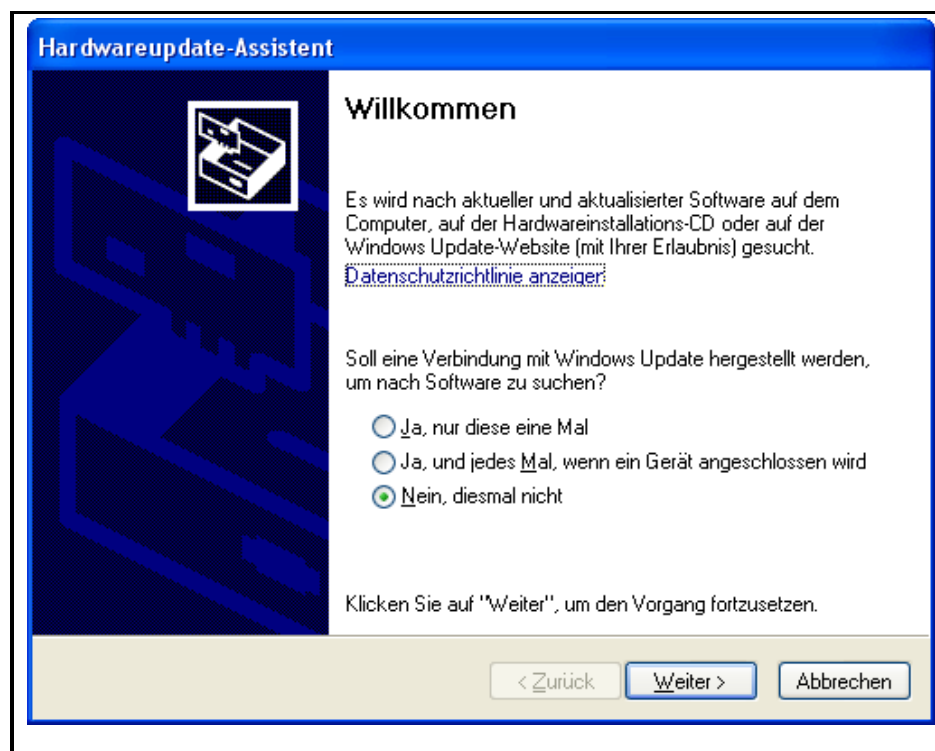 Hardwareupdate-Assistent
Willkommen
Es wird nach aktueller und aktualisierter Software auf dem
Computer, auf der Hardwareinstallations-CD oder auf der
Windows Update-Website (mit Ihrer Erlaubnis) gesucht.
Datenschutzrichtlinie anzeigen
Soll eine Verbindung mit Windows Update hergestellt werden,
um nach Software zu suchen?
Ja, nur diese eine Mal
Ja, und jedes Mal, wenn ein Gerät angeschlossen wird
Nein, diesmal nicht
Klicken Sie auf "Weiter", um den Vorgang fortzusetzen.
< Zurück Weiter > Abbrechen